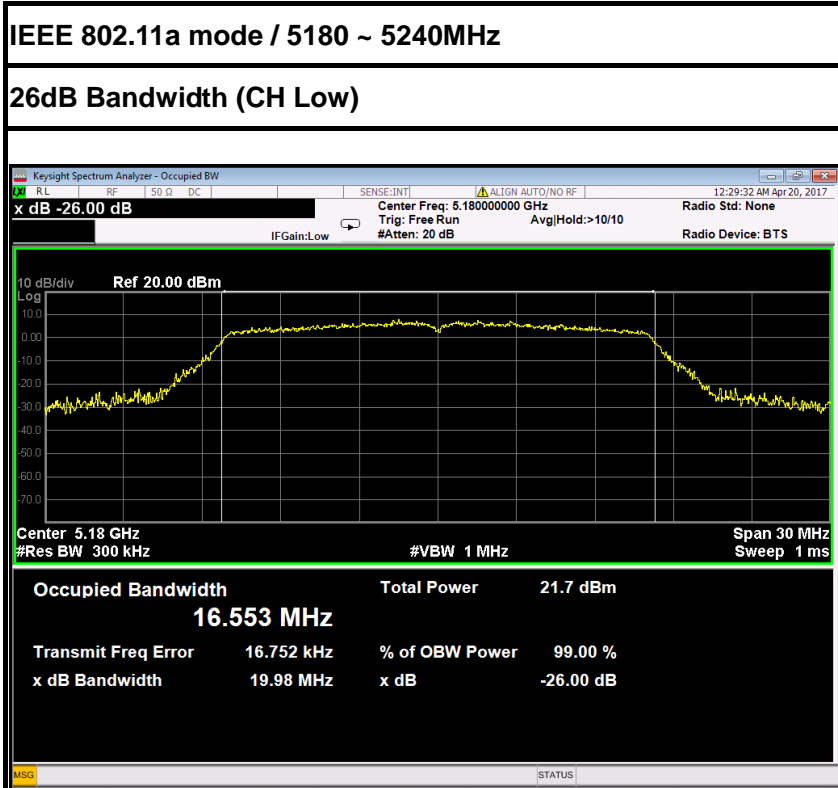 IEEE 802.11a mode / 5180 ~ 5240MHz
26dB Bandwidth (CH Low)
Keysight Spectrum Analyzer - Occupied BW
LXI RL RF 50 Ω DC SENSE:INT ALIGN AUTO/NO RF 12:29:32 AM Apr 20, 2017
x dB -26.00 dB Center Freq: 5.180000000 GHz Radio Std: None
Trig: Free Run Avg|Hold:>10/10
IFGain:Low #Atten: 20 dB Radio Device: BTS
10 dB/div Ref 20.00 dBm
Log
10.0
0.00
-10.0
-20.0
-30.0
-40.0
-50.0
-60.0
-70.0
Center 5.18 GHz Span 30 MHz
#Res BW 300 kHz #VBW 1 MHz Sweep 1 ms
Occupied Bandwidth Total Power 21.7 dBm
16.553 MHz
Transmit Freq Error 16.752 kHz % of OBW Power 99.00 %
x dB Bandwidth 19.98 MHz x dB -26.00 dB
MSG STATUS